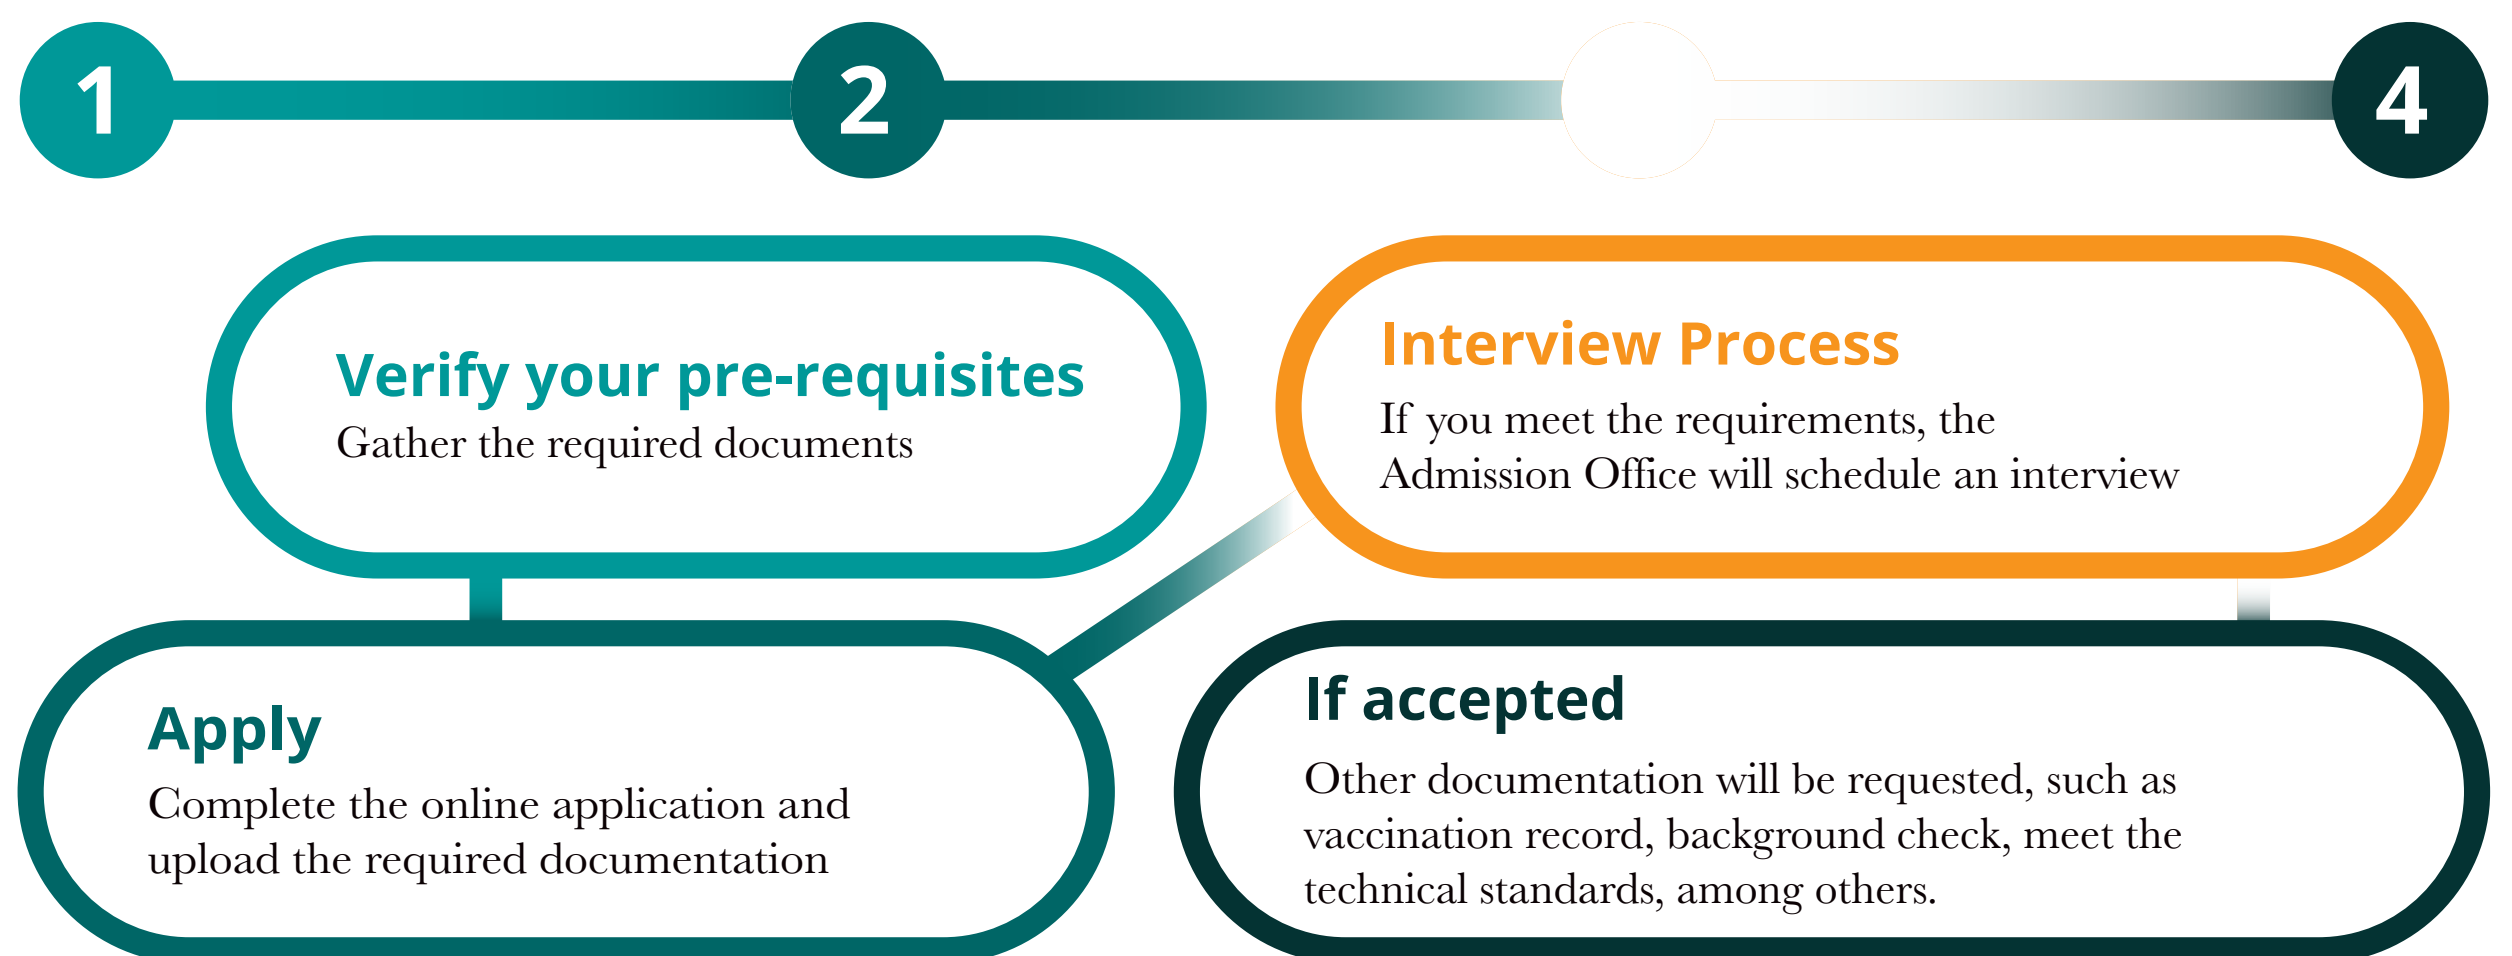 1
2
4
Verify your pre-requisites
Gather the required documents
Apply
Complete the online application and
upload the required documentation
Interview Process
If you meet the requirements, the
Admission Office will schedule an interview
If accepted
Other documentation will be requested, such as
vaccination record, background check, meet the
technical standards, among others.